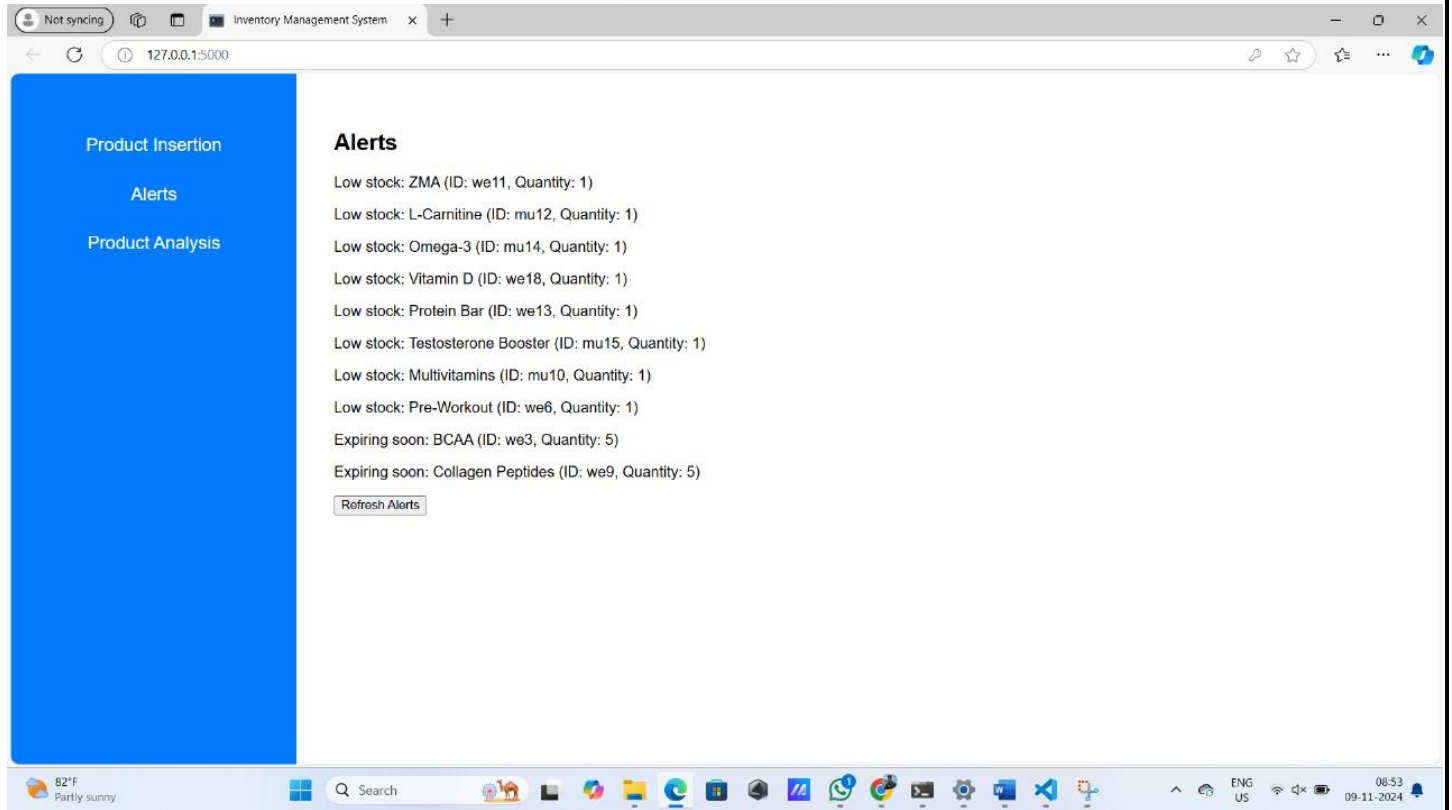 Not syncing
Inventory Management System
127.0.0.1:5000
Product Insertion
Alerts
Product Analysis
Alerts
Low stock: ZMA (ID: we11, Quantity: 1)
Low stock: L-Carnitine (ID: mu12, Quantity: 1)
Low stock: Omega-3 (ID: mu14, Quantity: 1)
Low stock: Vitamin D (ID: we18, Quantity: 1)
Low stock: Protein Bar (ID: we13, Quantity: 1)
Low stock: Testosterone Booster (ID: mu15, Quantity: 1)
Low stock: Multivitamins (ID: mu10, Quantity: 1)
Low stock: Pre-Workout (ID: we6, Quantity: 1)
Expiring soon: BCAA (ID: we3, Quantity: 5)
Expiring soon: Collagen Peptides (ID: we9, Quantity: 5)
Refresh Alerts
82°F
Partly sunny
Search
1
ENG
US
08:53
09-11-2024